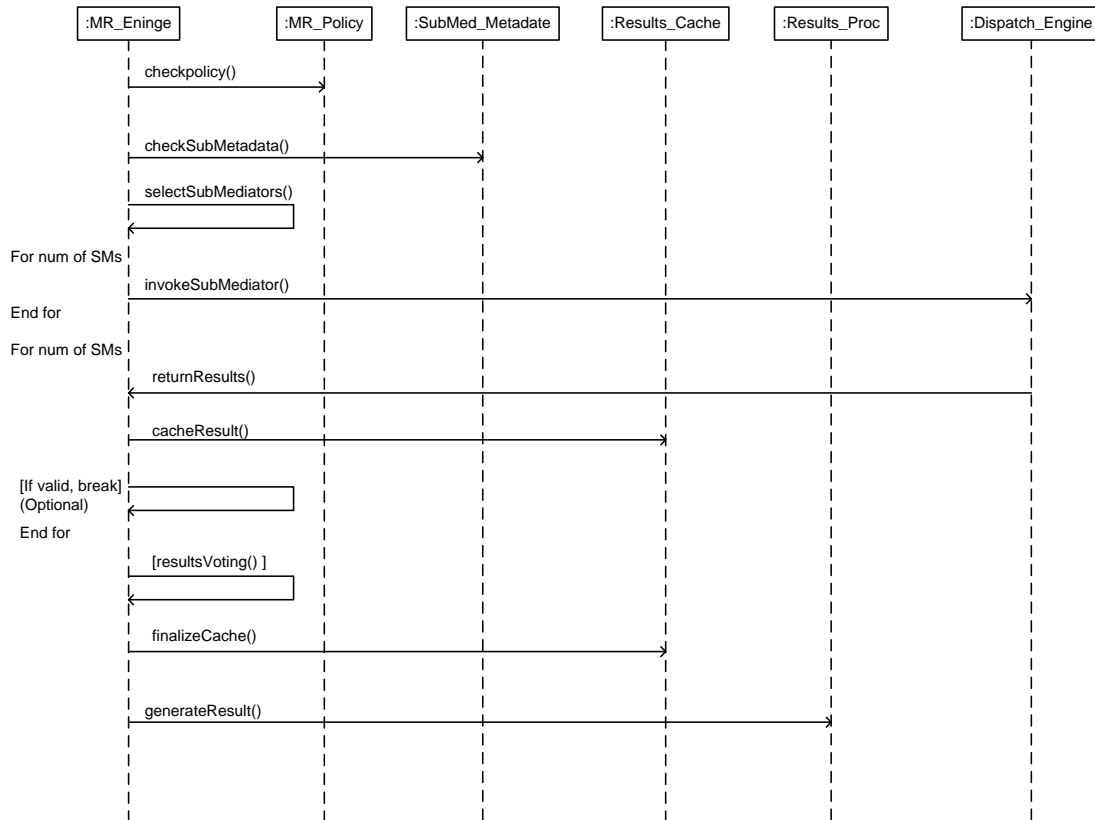 :MR_Eninge
:MR_Policy
:SubMed_Metadate
:Results_Cache
:Results_Proc
:Dispatch_Engine
checkpolicy()
checkSubMetadata()
selectSubMediators()
For num of SMs
invokeSubMediator()
End for
For num of SMs
returnResults()
cacheResult()
[If valid, break]
(Optional)
End for
[resultsVoting() ]
finalizeCache()
generateResult()